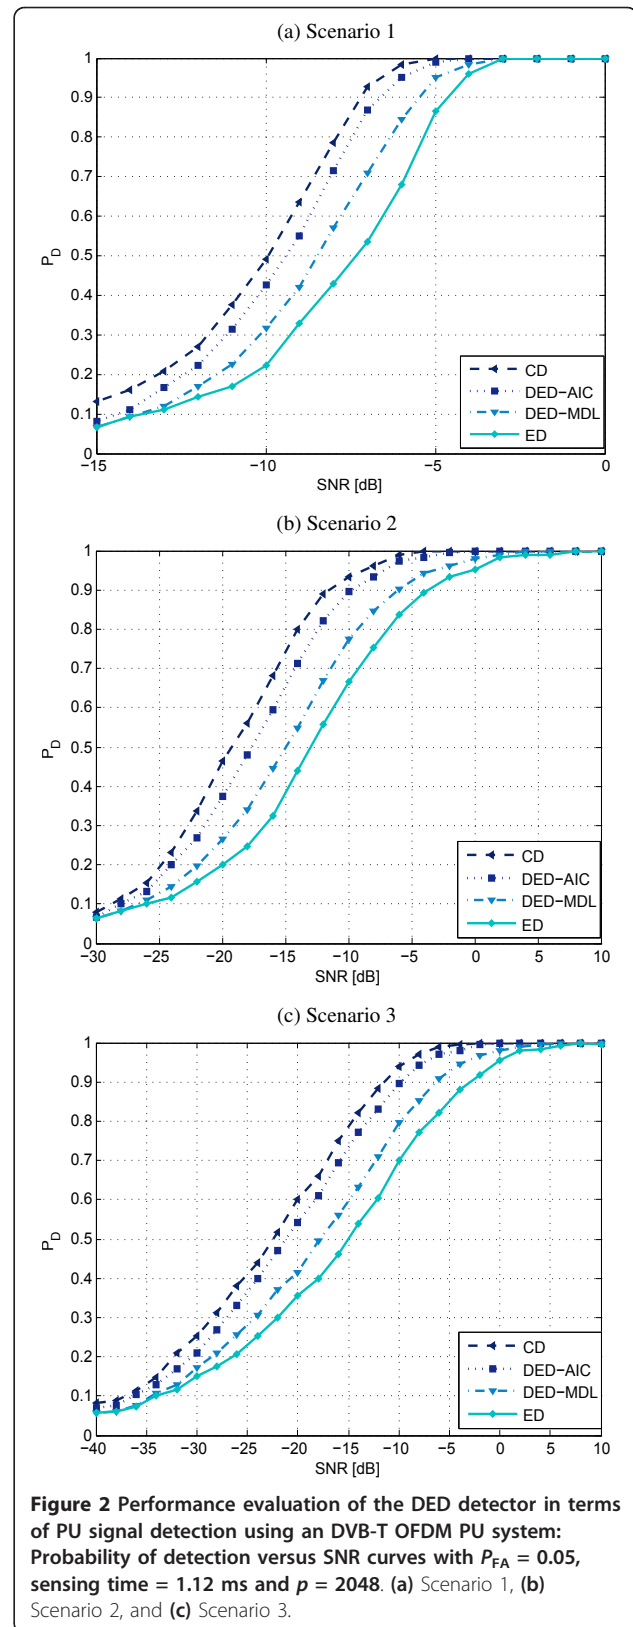 (a) Scenario 1
1
0.9
0.8
0.7
0.6
0.5
0.4
0.3
0.2
0.1
0
P_D
−15
−10
−5
0
SNR [dB]
CD
DED−AIC
DED−MDL
ED
(b) Scenario 2
1
0.9
0.8
0.7
0.6
0.5
0.4
0.3
0.2
0.1
0
P_D
−30
−25
−20
−15
−10
−5
0
5
10
SNR [dB]
CD
DED−AIC
DED−MDL
ED
(c) Scenario 3
1
0.9
0.8
0.7
0.6
0.5
0.4
0.3
0.2
0.1
0
P_D
−40
−35
−30
−25
−20
−15
−10
−5
0
5
10
SNR [dB]
CD
DED−AIC
DED−MDL
ED
Figure 2 Performance evaluation of the DED detector in terms
of PU signal detection using an DVB-T OFDM PU system:
Probability of detection versus SNR curves with P_FA = 0.05,
sensing time = 1.12 ms and p = 2048. (a) Scenario 1, (b)
Scenario 2, and (c) Scenario 3.